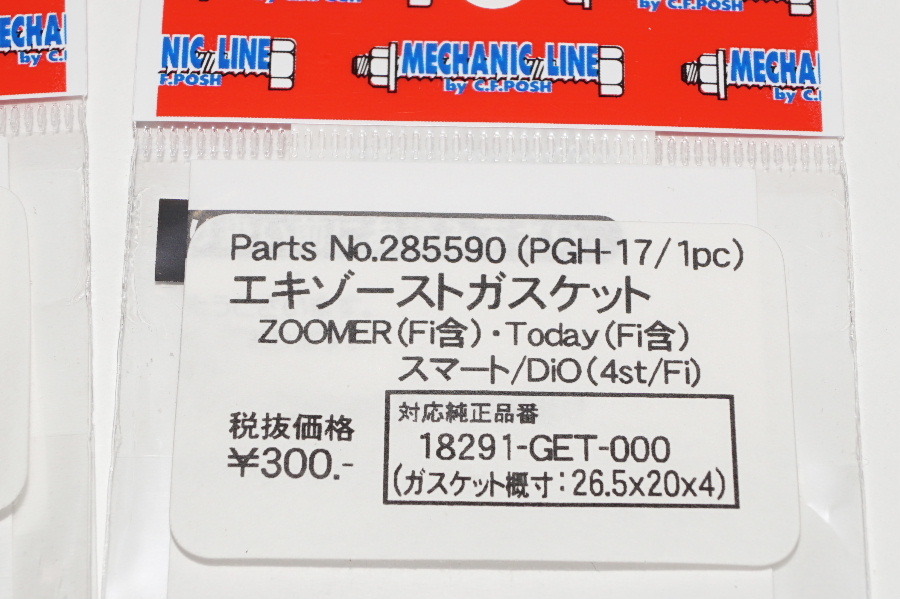 by C.F.POSH
MECHANIC LINE
by C.F.POSH
Parts No.285590 (PGH-17/1pc)
エキゾーストガスケット
ZOOMER(Fi含)・Today(Fi含)
スマート/DiO(4st/Fi)
税抜価格
¥300.-
対応純正品番
18291-GET-000
(ガスケット概寸:26.5x20x4)